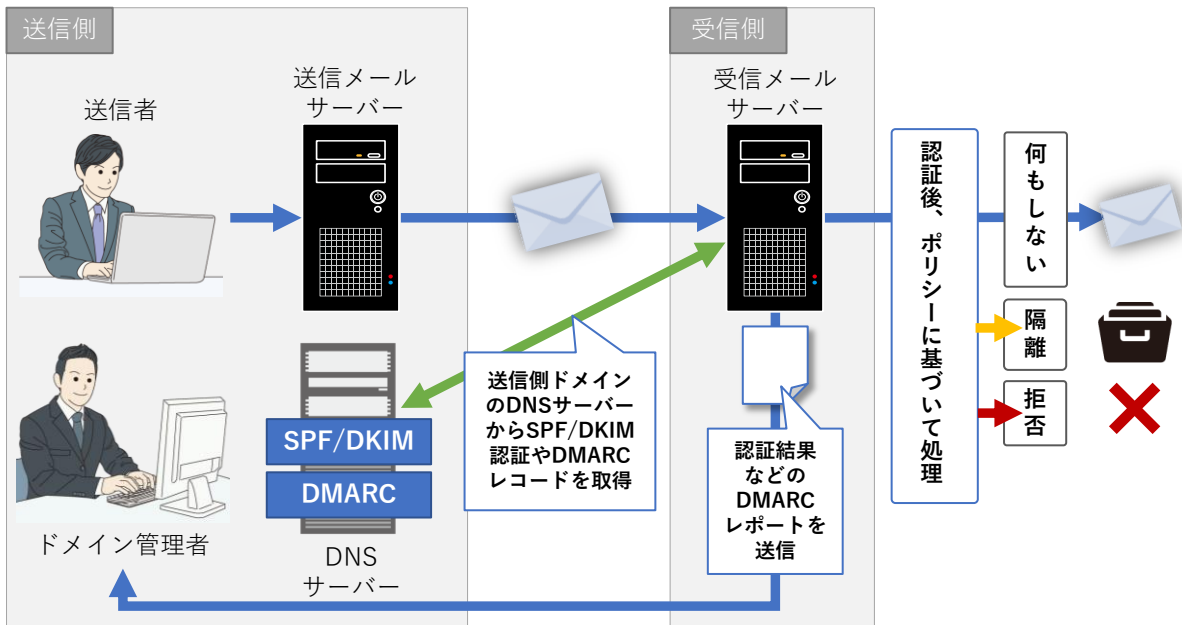 送信側
受信側
送信者
送信メール
サーバー
受信メール
サーバー
認証後、ポリシーに基づいて処理
何もしない
隔離
拒否
SPF/DKIM
DMARC
送信側ドメイン
のDNSサーバー
からSPF/DKIM
認証やDMARC
レコードを取得
認証結果
などの
DMARC
レポートを
送信
ドメイン管理者
DNS
サーバー